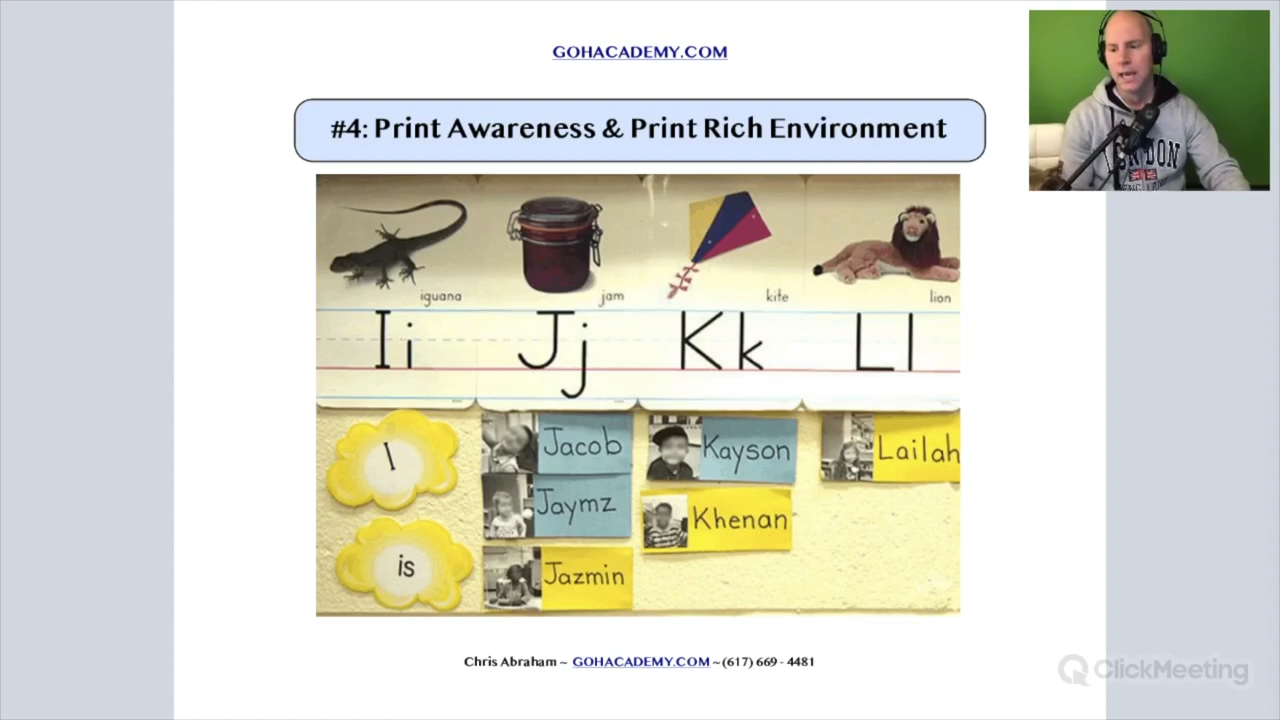 GOHACADEMY.COM
#4: Print Awareness & Print Rich Environment
iguana
jam
kite
lion
Ii
Jj
Kk
Ll
I
Jacob
Kayson
Lailah
Jaymz
Khenan
is
Jazmin
LONDON
Chris Abraham ~ GOHACADEMY.COM ~ (617) 669 - 4481
ClickMeeting